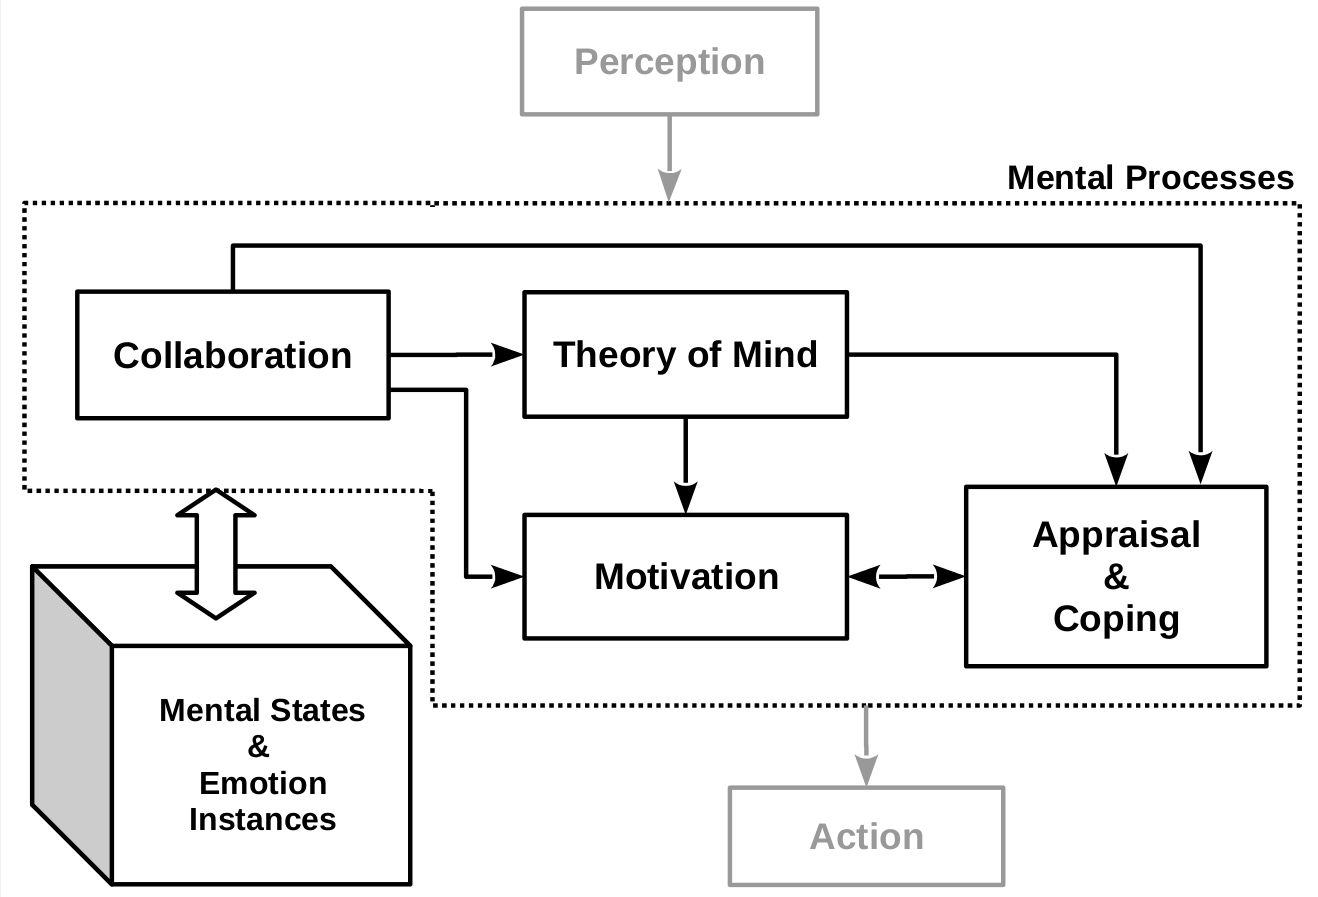 Perception
Mental Processes
Collaboration
Theory of Mind
Motivation
Appraisal
&
Coping
Mental States
&
Emotion
Instances
Action